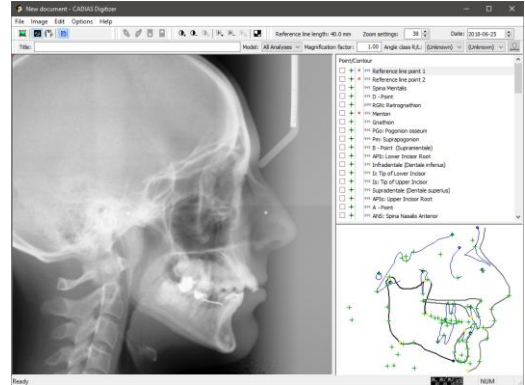 New document - CADIAS Digitizer
File Image Edit Options Help
Reference line length: 40.0 mm Zoom settings: 38 Date: 2018-06-25
Title: Model: All Analyses Magnification factor: 1.00 Angle class R/L: (Unknown) (Unknown)
Point/Contour
Reference line point 1
Reference line point 2
Spina Mentalis
D - Point
RGN: Retrognathion
Menton
Gnathion
PGo: Pogonion osseum
Pm: Suprapogonion
B - Point (Supramentale)
APIi: Lower Incisor Root
Infradentale (Dentale inferius)
Ii: Tip of Lower Incisor
Is: Tip of Upper Incisor
Supradentale (Dentale superius)
APIs: Upper Incisor Root
A - Point
ANS: Spina Nasalis Anterior
Ready NUM